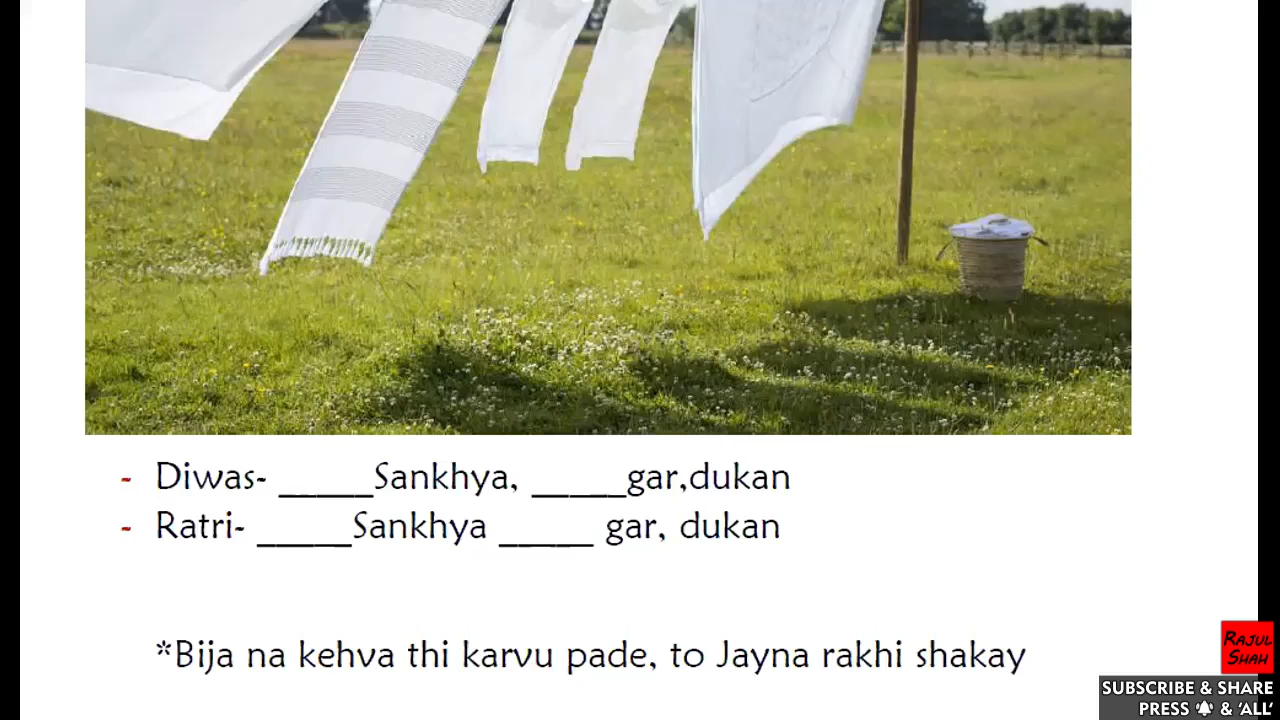 - Diwas- _____Sankhya, _____gar,dukan
- Ratri- _____Sankhya _____ gar, dukan
*Bija na kehva thi karvu pade, to Jayna rakhi shakay
RAJUL
SHAH
SUBSCRIBE & SHARE
PRESS 🔔 & 'ALL'